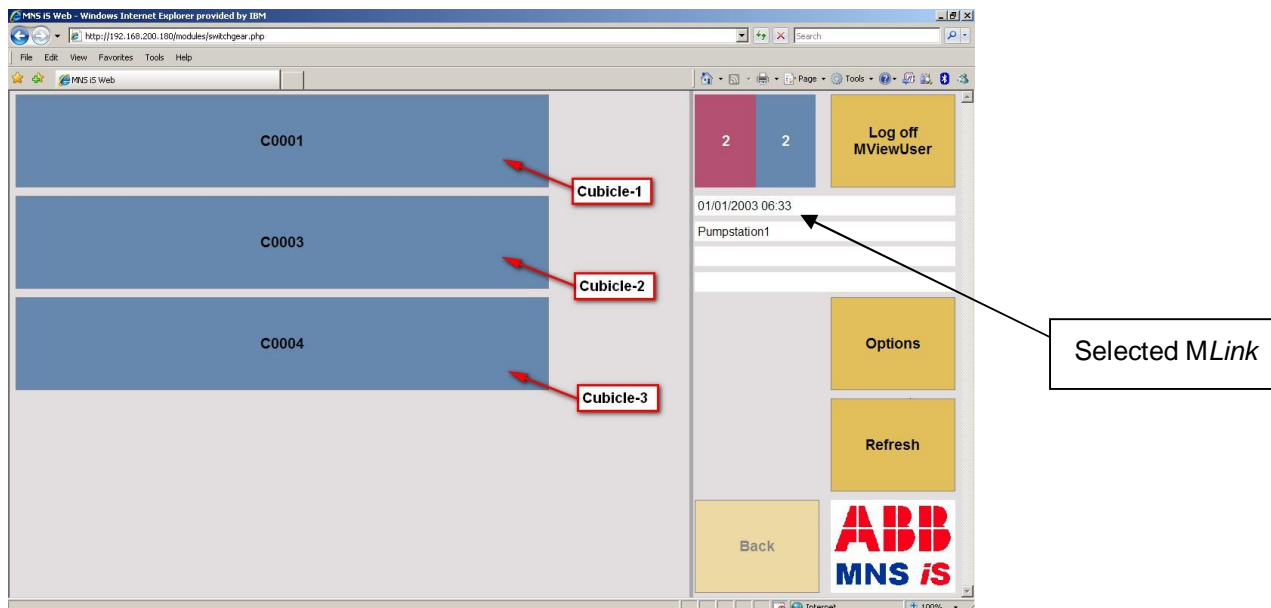 MNS iS Web - Windows Internet Explorer provided by IBM
http://192.168.200.180/modules/switchgear.php
Search
File Edit View Favorites Tools Help
MNS iS Web
Page Tools
C0001
Cubicle-1
C0003
Cubicle-2
C0004
Cubicle-3
2 2
Log off
MViewUser
01/01/2003 06:33
Pumpstation1
Selected MLink
Options
Refresh
Back
ABB
MNS iS
Internet 100%